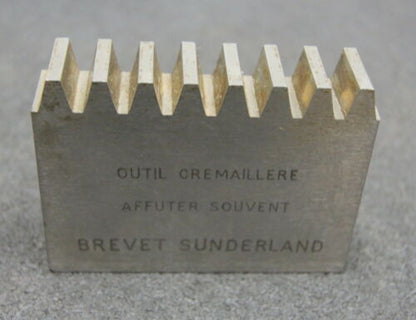 OUTIL CREMAILLERE
AFFUTER SOUVENT
BREVET SUNDERLAND